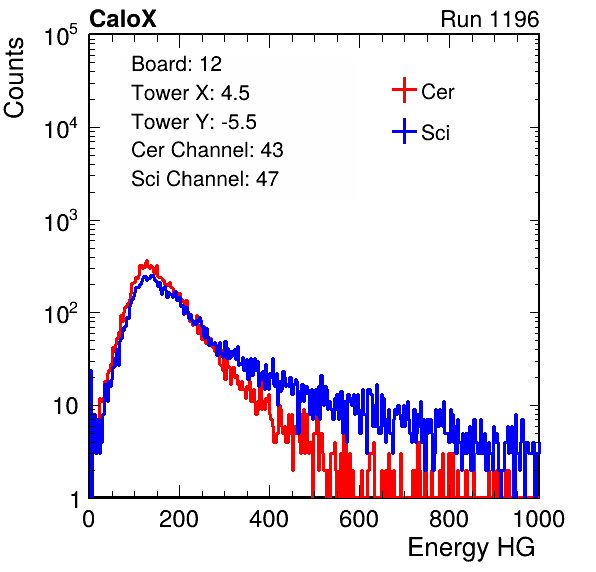 CaloX Run 1196
Counts
10^5
10^4
10^3
10^2
10
1
Board: 12
Tower X: 4.5
Tower Y: -5.5
Cer Channel: 43
Sci Channel: 47
Cer
Sci
0 200 400 600 800 1000
Energy HG